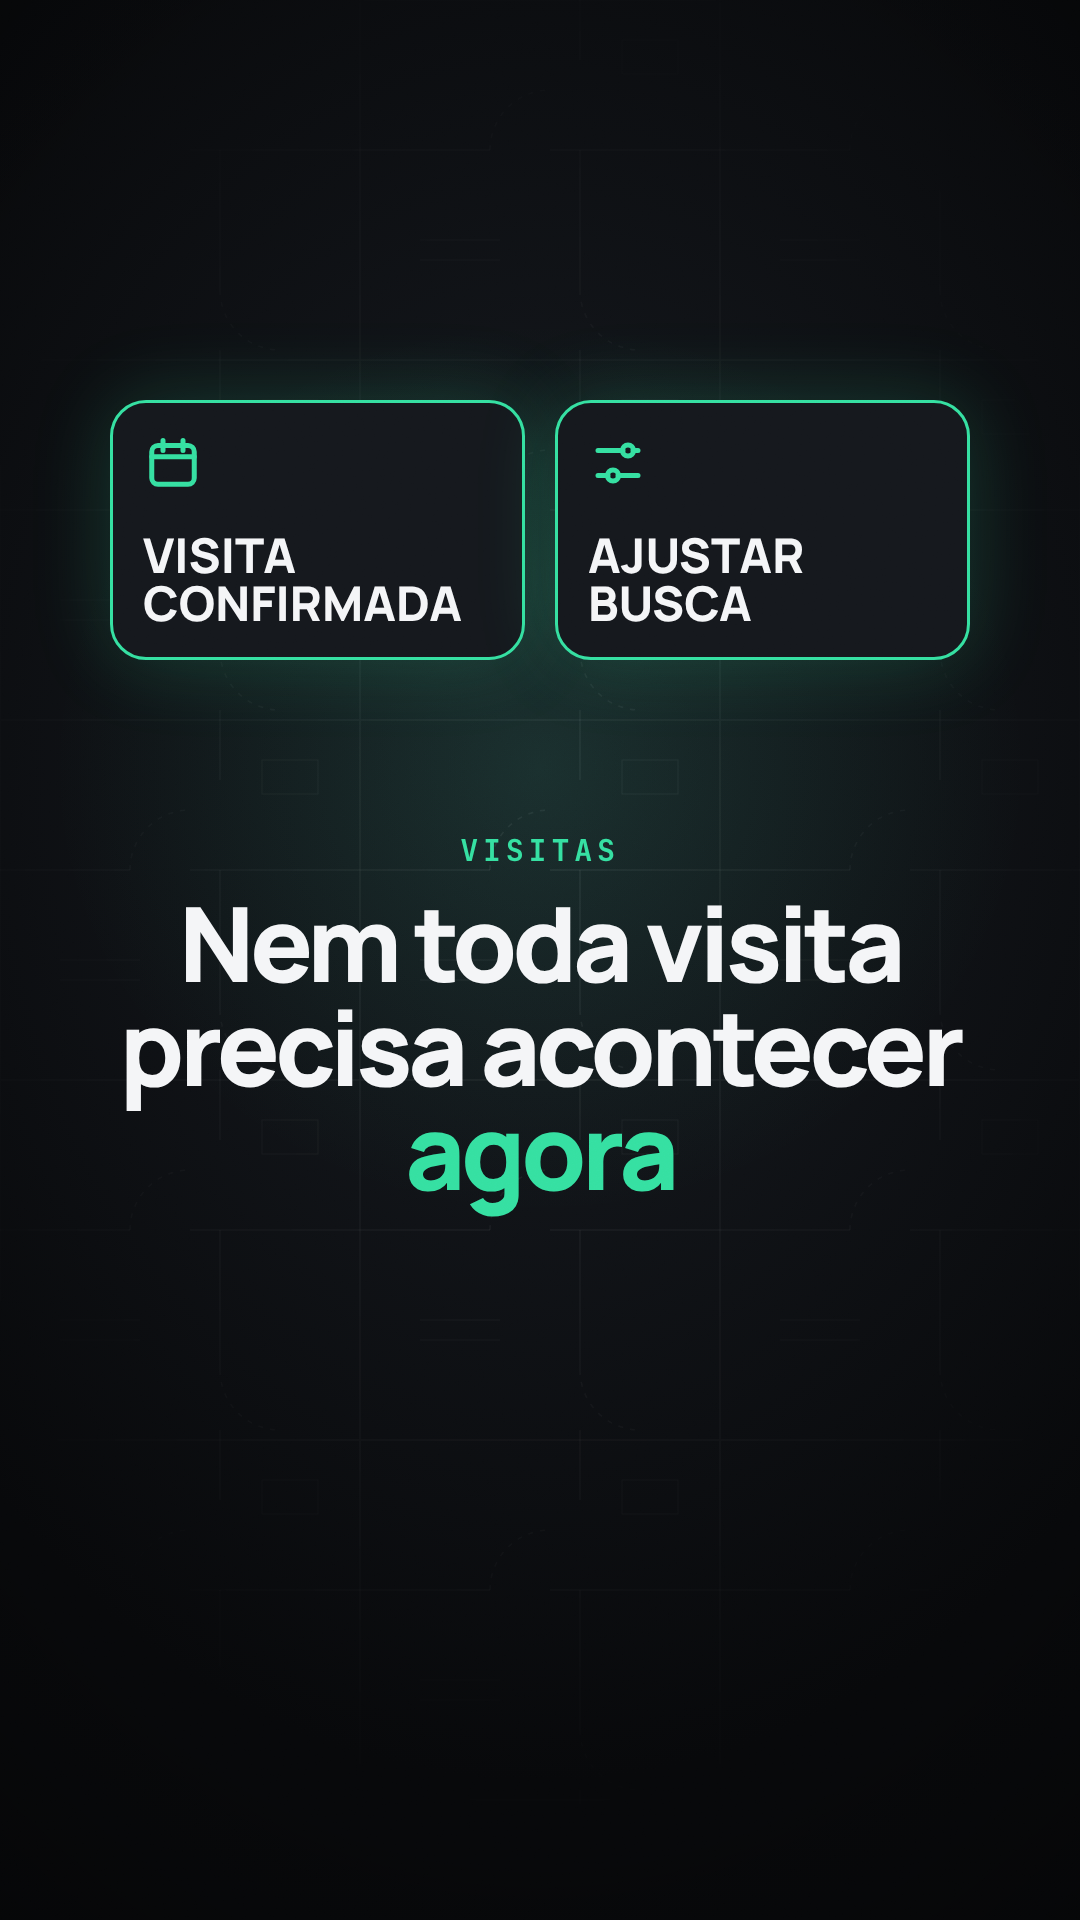 VISITA
CONFIRMADA
AJUSTAR
BUSCA
VISITAS
Nem toda visita
precisa acontecer
agora